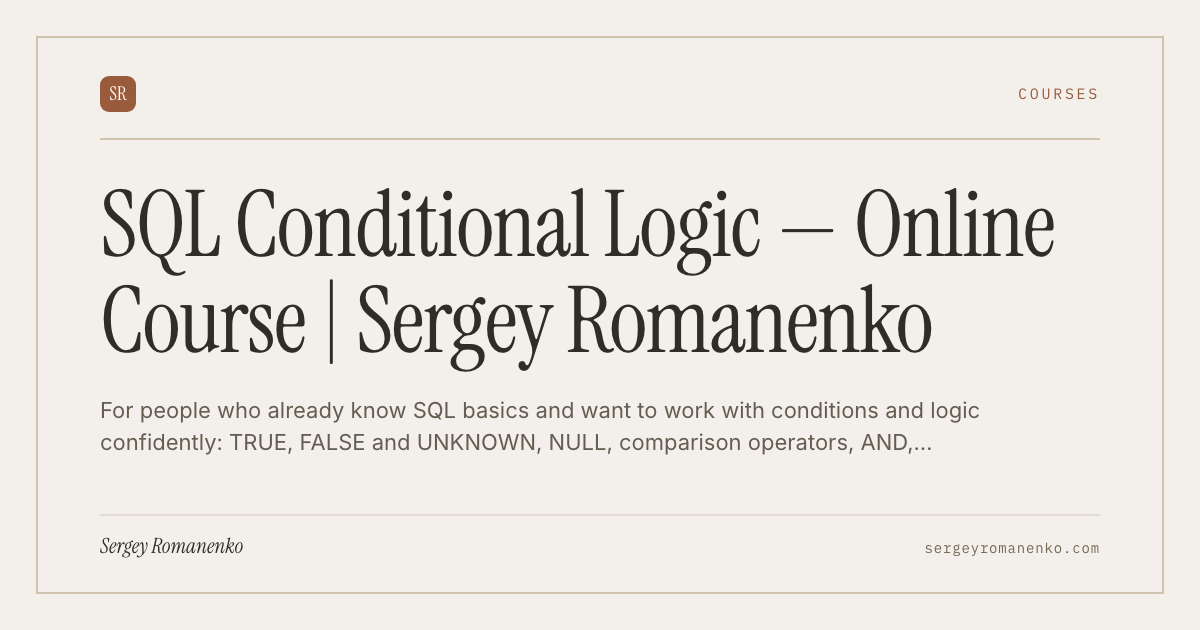 SR
COURSES
SQL Conditional Logic — Online
Course | Sergey Romanenko
For people who already know SQL basics and want to work with conditions and logic
confidently: TRUE, FALSE and UNKNOWN, NULL, comparison operators, AND,...
Sergey Romanenko
sergeyromanenko.com